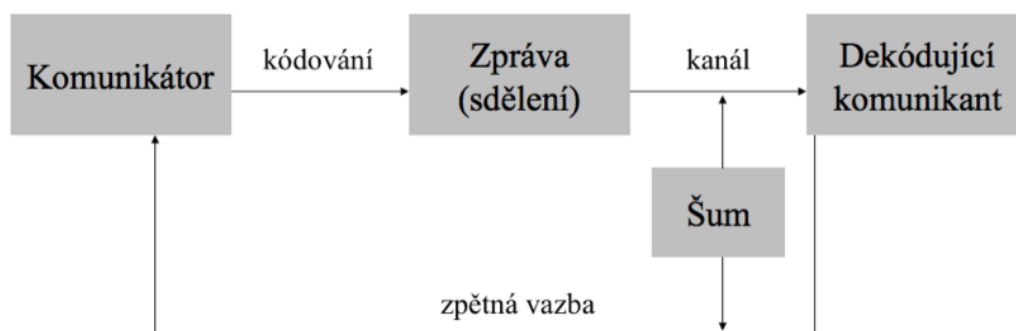 Komunikátor
kódování
Zpráva
(sdělení)
kanál
Dekódující
komunikant
Šum
zpětná vazba